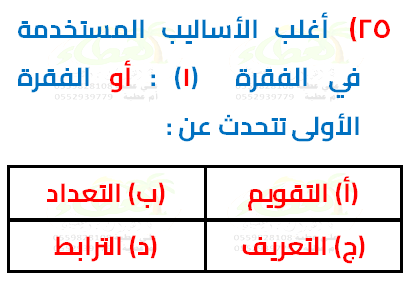 ٢٥) أغلب الأساليب المستخدمة
في الفقرة (١) : أو الفقرة
الأولى تتحدث عن :
(أ) التقويم (ب) التعداد
(ج) التعريف (د) الترابط